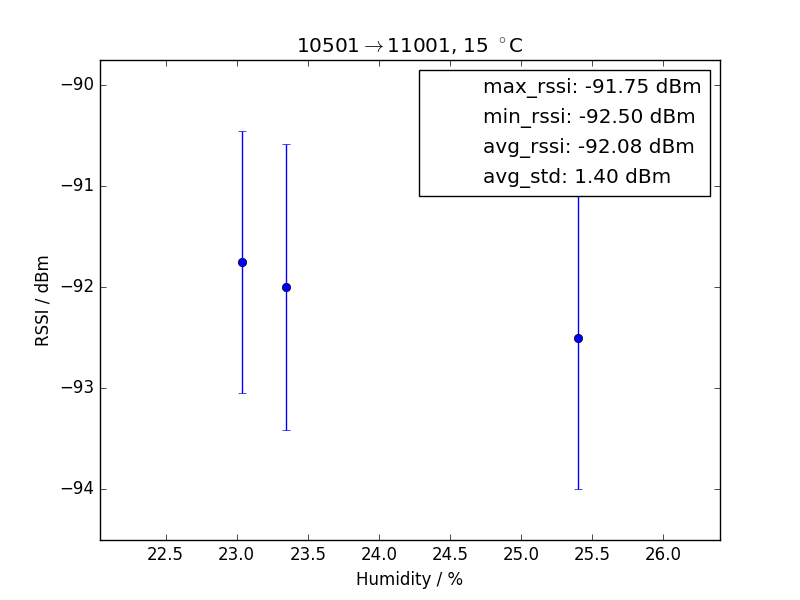 10501→11001, 15 °C
max_rssi: -91.75 dBm
min_rssi: -92.50 dBm
avg_rssi: -92.08 dBm
avg_std: 1.40 dBm
RSSI / dBm
−90
−91
−92
−93
−94
22.5 23.0 23.5 24.0 24.5 25.0 25.5 26.0
Humidity / %